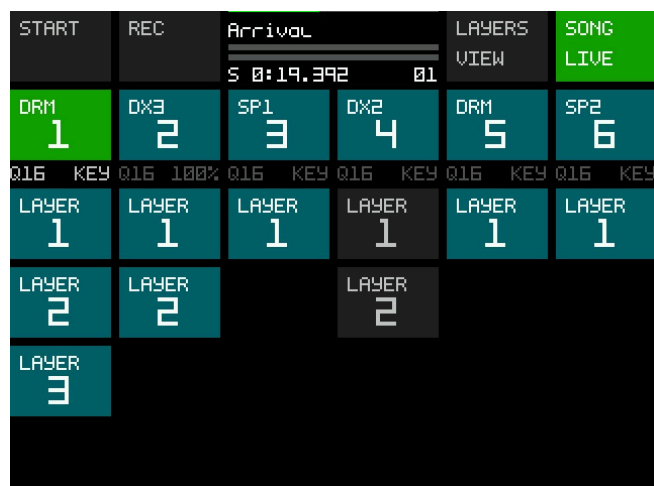 START REC Arrival LAYERS SONG
VIEW LIVE
S 0:19.392 01
DRM DX3 SP1 DX2 DRM SP2
1 2 3 4 5 6
Q16 KEY Q16 100% Q16 KEY Q16 KEY Q16 KEY Q16 KEY
LAYER LAYER LAYER LAYER LAYER LAYER
1 1 1 1 1 1
LAYER LAYER LAYER
2 2 2
LAYER
3